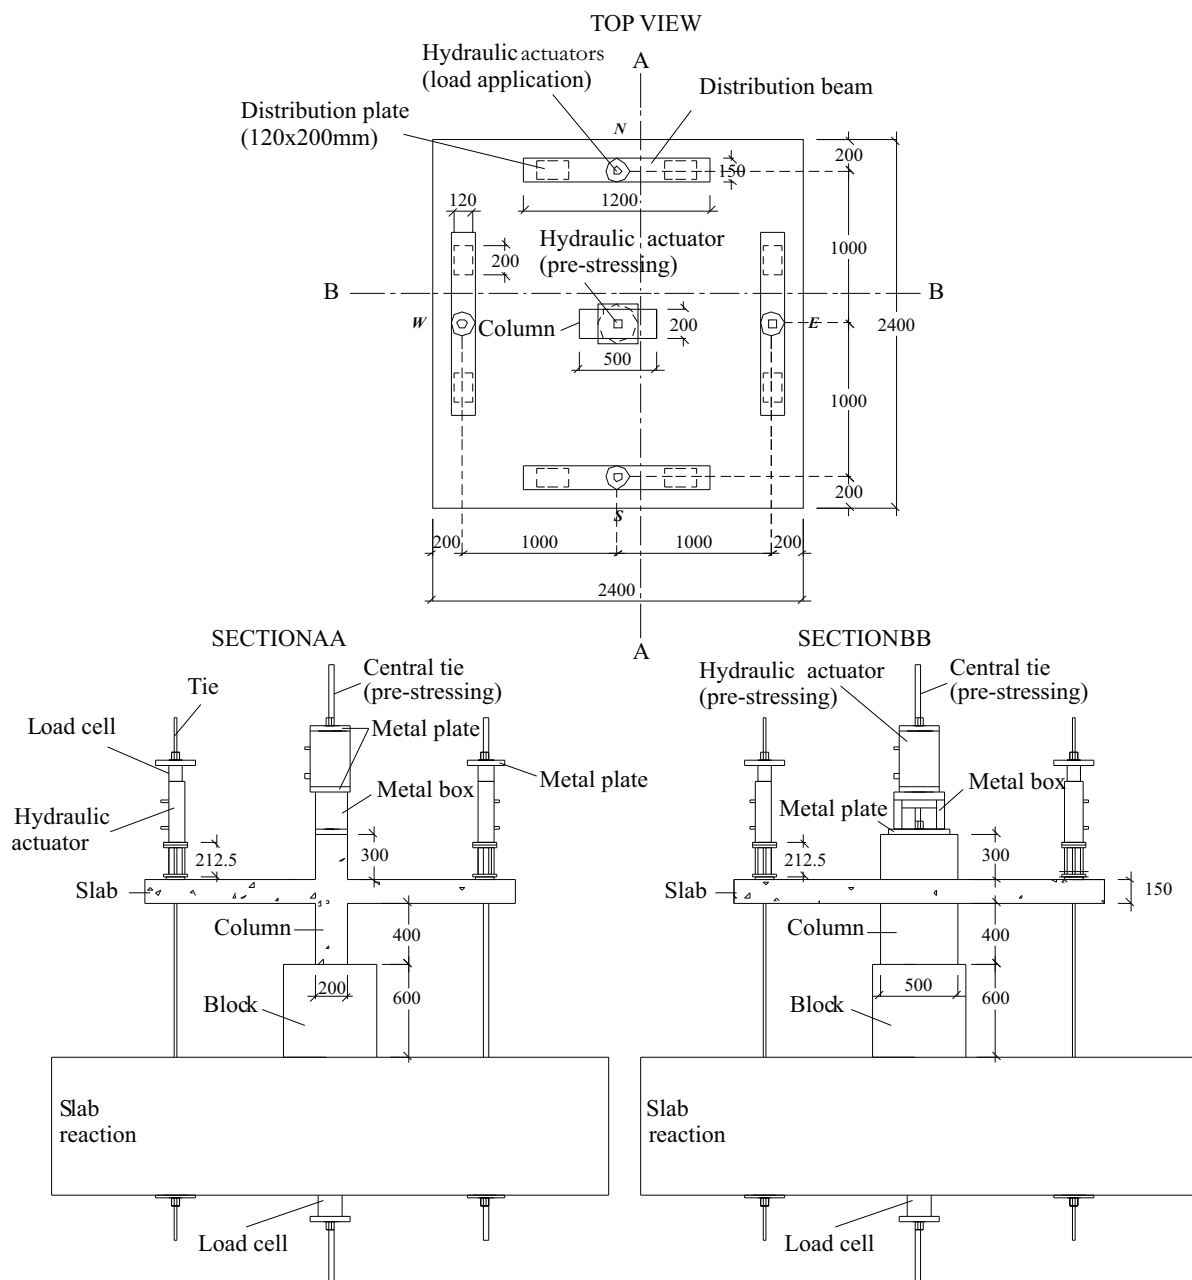 TOP VIEW
Hydraulic actuators
(load application)
A
Distribution beam
Distribution plate
(120x200mm)
N
200
150
120
1200
Hydraulic actuator
(pre-stressing)
200
1000
B
B
W
Column
200
E
2400
500
1000
200
S
200
1000
1000
200
2400
A
SECTIONAA
Central tie
(pre-stressing)
Tie
Load cell
Metal plate
Metal plate
Metal box
Hydraulic
actuator
212.5
300
Slab
Column
400
200
Block
600
Slab
reaction
Load cell
SECTIONBB
Hydraulic actuator
(pre-stressing)
Central tie
(pre-stressing)
Metal box
Metal plate
212.5
300
Slab
150
Column
400
500
Block
600
Slab
reaction
Load cell